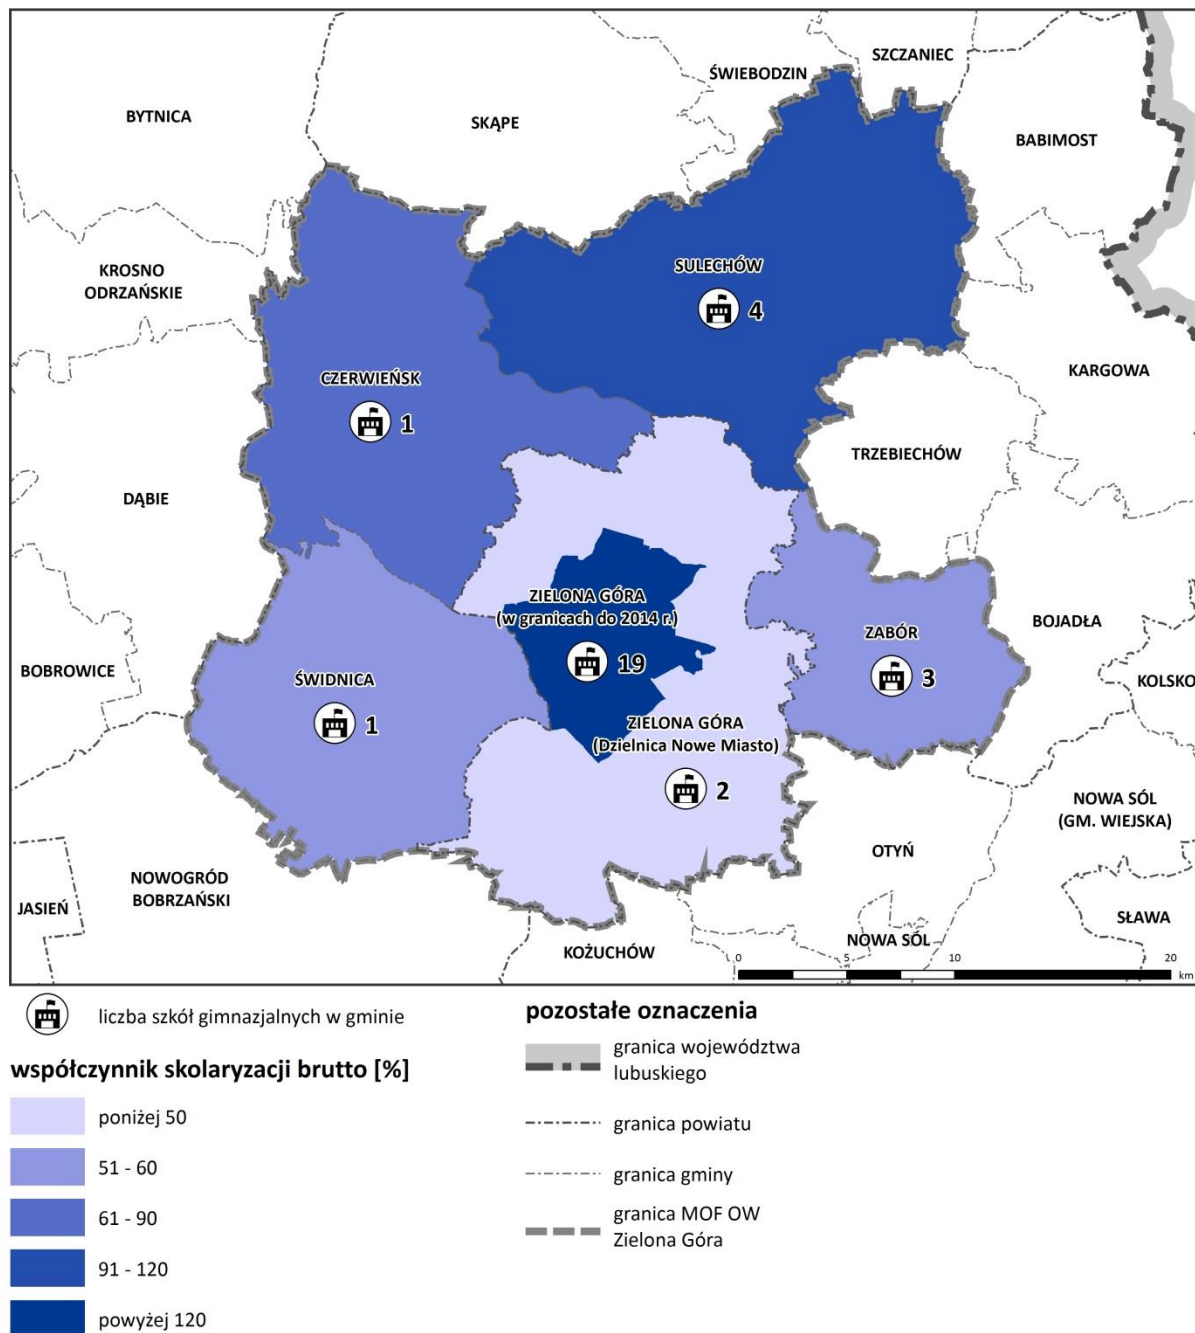 SZCZANIEC
ŚWIEBODZIN
BYTNICA
SKĄPE
BABIMOST
SULECHÓW
4
KROSNO
ODRZAŃSKIE
CZERWIEŃSK
1
KARGOWA
TRZEBIECHÓW
DĄBIE
ZIELONA GÓRA
(w granicach do 2014 r.)
19
ZABÓR
3
BOJADŁA
BOBROWICE
KOLSKO
ŚWIDNICA
1
ZIELONA GÓRA
(Dzielnica Nowe Miasto)
2
NOWA SÓL
(GM. WIEJSKA)
OTYŃ
NOWOGRÓD
BOBRZAŃSKI
JASIEŃ
SŁAWA
KOŻUCHÓW
NOWA SÓL
0 5 10 20
km
liczba szkół gimnazjalnych w gminie
współczynnik skolaryzacji brutto [%]
poniżej 50
51 - 60
61 - 90
91 - 120
powyżej 120
pozostałe oznaczenia
granica województwa
lubuskiego
granica powiatu
granica gminy
granica MOF OW
Zielona Góra